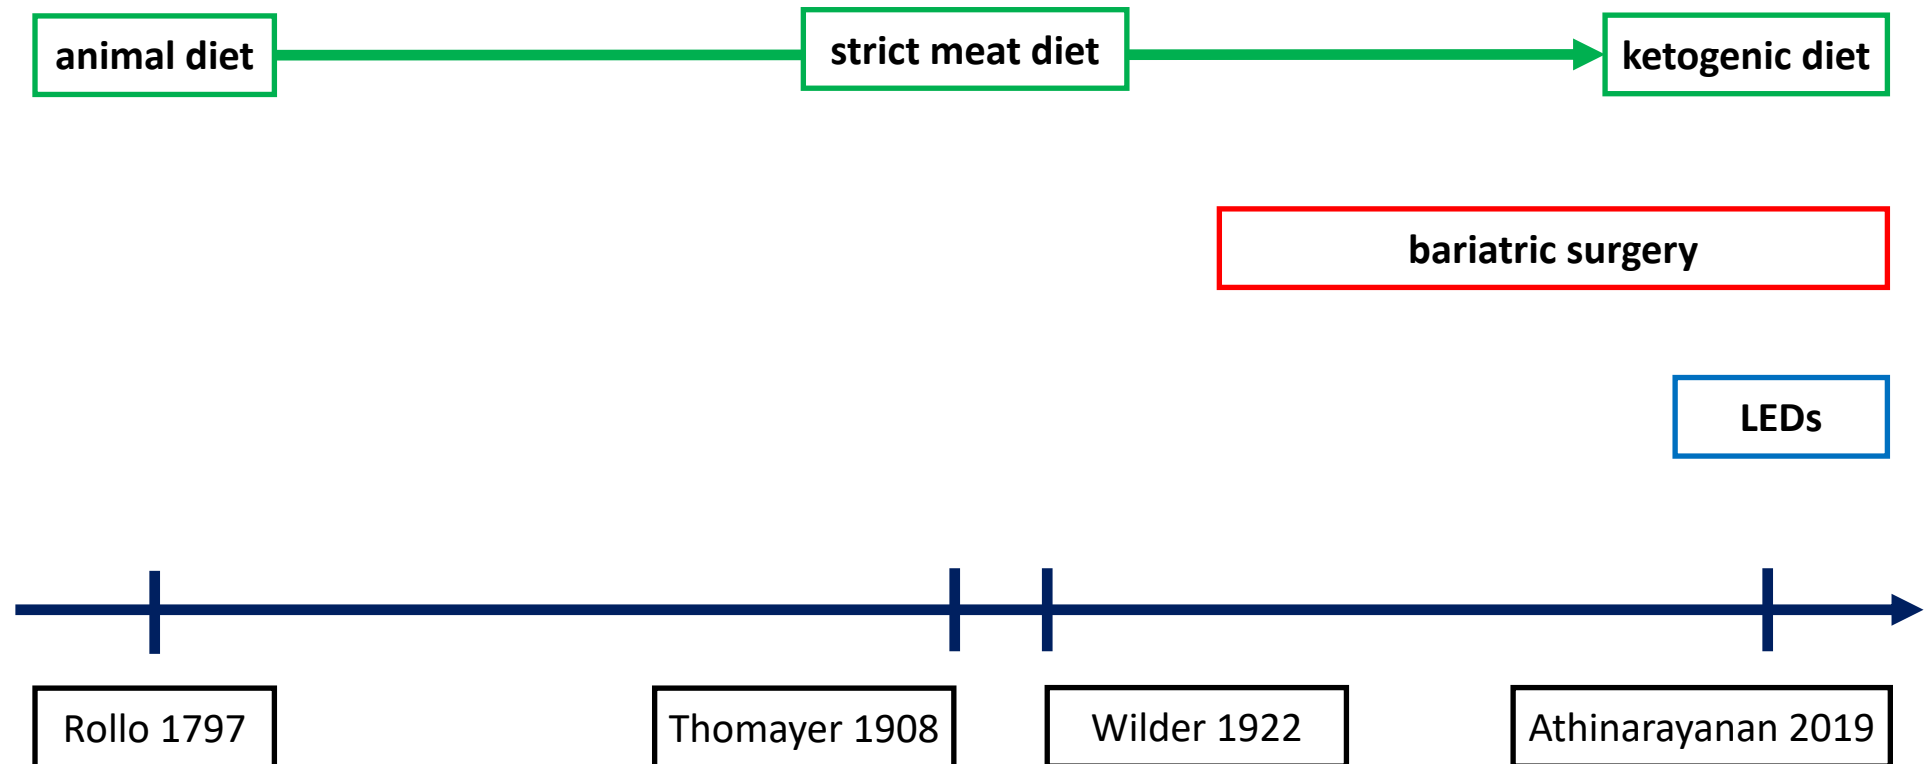 animal diet
strict meat diet
ketogenic diet
bariatric surgery
LEDs
Rollo 1797
Thomayer 1908
Wilder 1922
Athinarayanan 2019